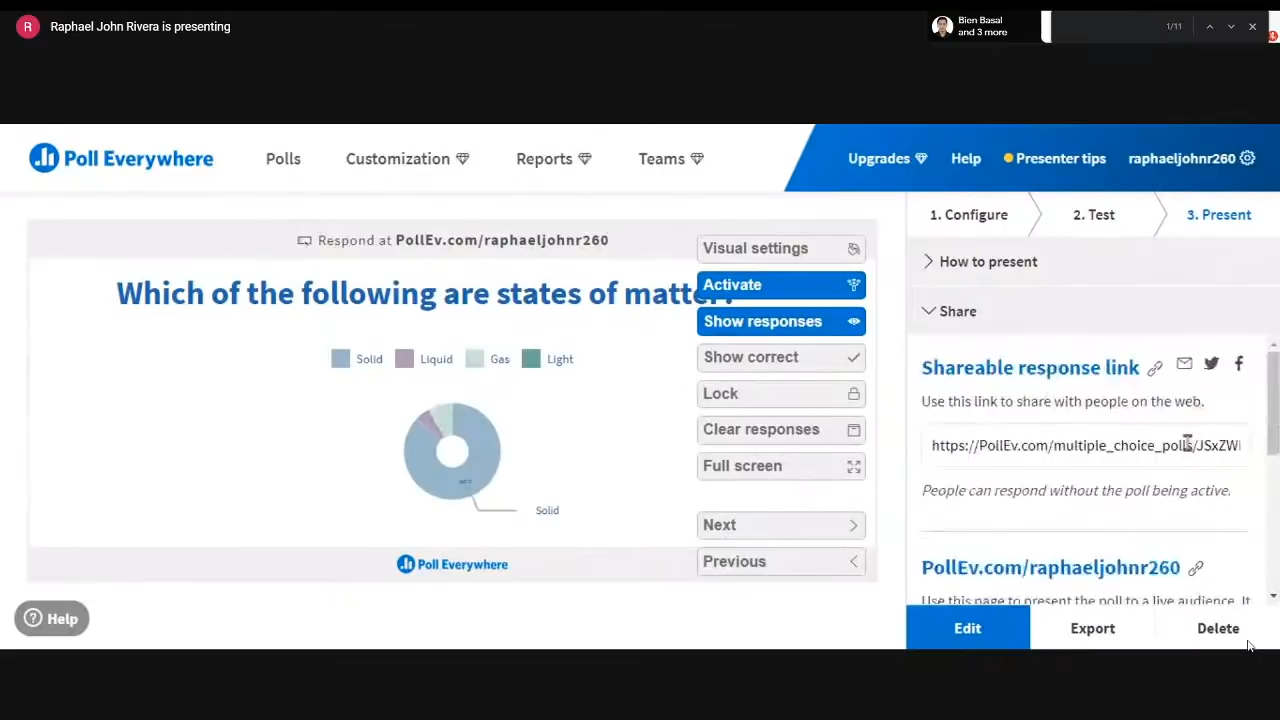 R Raphael John Rivera is presenting
Bien Basal
and 3 more
1/11
Poll Everywhere
Polls
Customization
Reports
Teams
Upgrades
Help
Presenter tips
raphaeljohnr260
Respond at PollEv.com/raphaeljohnr260
Which of the following are states of matter?
Solid
Liquid
Gas
Light
Solid
Poll Everywhere
Visual settings
Activate
Show responses
Show correct
Lock
Clear responses
Full screen
Next
Previous
1. Configure
2. Test
3. Present
How to present
Share
Shareable response link
Use this link to share with people on the web.
https://PollEv.com/multiple_choice_polls/JSxZW
People can respond without the poll being active.
PollEv.com/raphaeljohnr260
Use this page to present the poll to a live audience. It
Edit
Export
Delete
Help